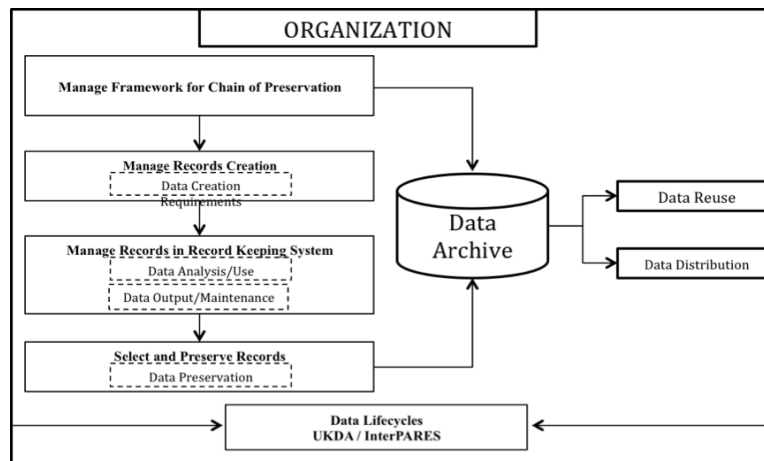 ORGANIZATION
Manage Framework for Chain of Preservation
Manage Records Creation
Data Creation
Requirements
Manage Records in Record Keeping System
Data Analysis/Use
Data Output/Maintenance
Select and Preserve Records
Data Preservation
Data
Archive
Data Reuse
Data Distribution
Data Lifecycles
UKDA / InterPARES